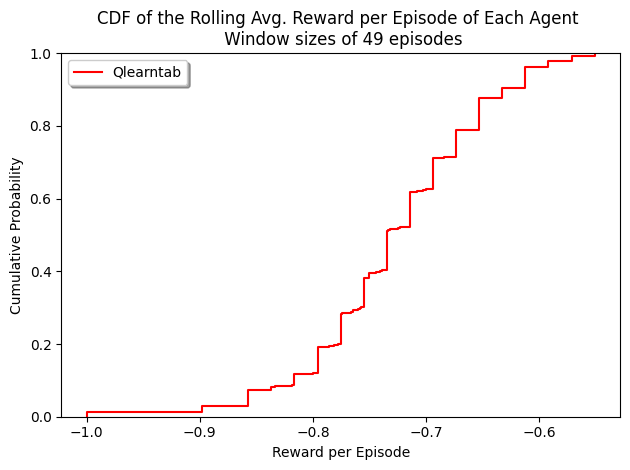 CDF of the Rolling Avg. Reward per Episode of Each Agent
Window sizes of 49 episodes
Qlearntab
Cumulative Probability
1.0
0.8
0.6
0.4
0.2
0.0
−1.0 −0.9 −0.8 −0.7 −0.6
Reward per Episode